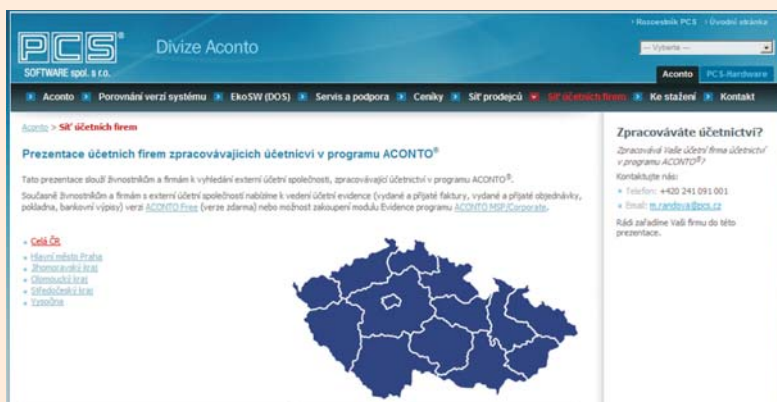 Rozcestník PCS Úvodní stránka
PCS®
SOFTWARE spol. s r.o.
Divize Aconto
--- Vyberte ---
Aconto PCS-Hardware
Aconto Porovnání verzí systému EkoSW (DOS) Servis a podpora Ceníky Síť prodejců Síť účetních firem Ke stažení Kontakt
Aconto > Síť účetních firem
Prezentace účetních firem zpracovávajících účetnicví v programu ACONTO®
Tato prezentace slouží živnostníkům a firmám k vyhledání externí účetní společnosti, zpracovávající účetnictví v programu ACONTO®.
Současně živnostníkům a firmám s externí účetní společností nabízíme k vedení účetní evidence (vydané a přijaté faktury, vydané a přijaté objednávky,
pokladna, bankovní výpisy) verzi ACONTO Free (verze zdarma) nebo možnost zakoupení modulu Evidence programu ACONTO MSP/Corporate.
Celá ČR
Hlavní město Praha
Jihomoravský kraj
Olomoucký kraj
Středočeský kraj
Vysočina
Zpracováváte účetnictví?
Zpracovává Vaše účetní firma účetnictví
v programu ACONTO®?
Kontaktujte nás:
Telefon: +420 241 091 001
Email: m.randova@pcs.cz
Rádi zařadíme Vaši firmu do této
prezentace.